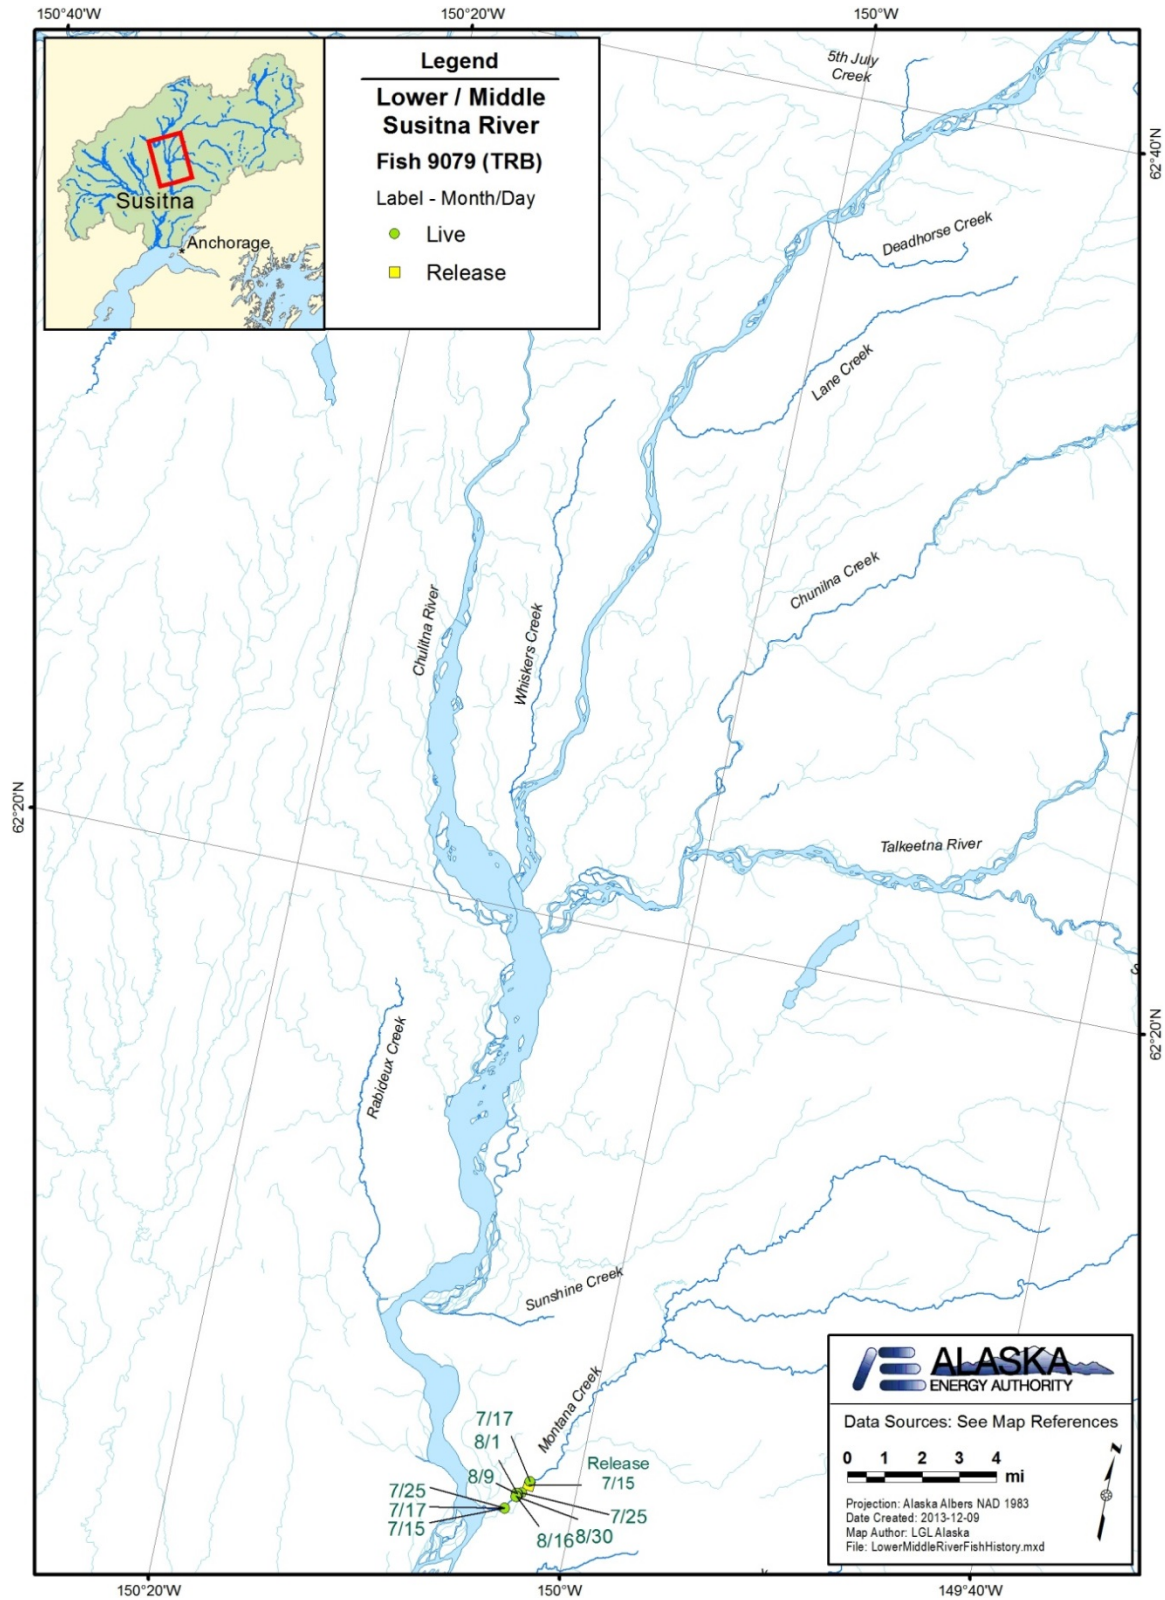 150°40'W
150°20'W
150°0'W
Legend
Lower / Middle
Susitna River
Fish 9079 (TRB)
Label - Month/Day
Live
Release
Susitna
Anchorage
5th July
Creek
62°40'N
Deadhorse Creek
Lane Creek
Chunilna Creek
Chulitna River
Whiskers Creek
62°20'N
Talkeetna River
Rabideux Creek
62°20'N
Sunshine Creek
Montana Creek
7/17
8/1
Release
7/15
8/9
7/25
7/17
7/15
7/25
8/16
8/30
ALASKA
ENERGY AUTHORITY
Data Sources: See Map References
0 1 2 3 4
mi
N
Projection: Alaska Albers NAD 1983
Date Created: 2013-12-09
Map Author: LGL Alaska
File: LowerMiddleRiverFishHistory.mxd
150°20'W
150°0'W
149°40'W